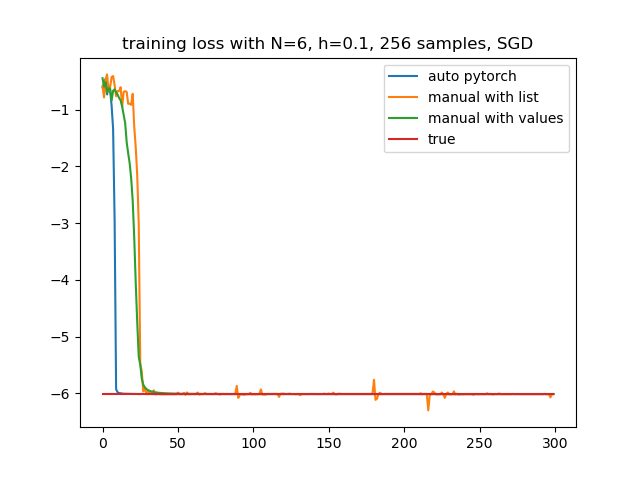 training loss with N=6, h=0.1, 256 samples, SGD
auto pytorch
manual with list
manual with values
true
−1
−2
−3
−4
−5
−6
0 50 100 150 200 250 300